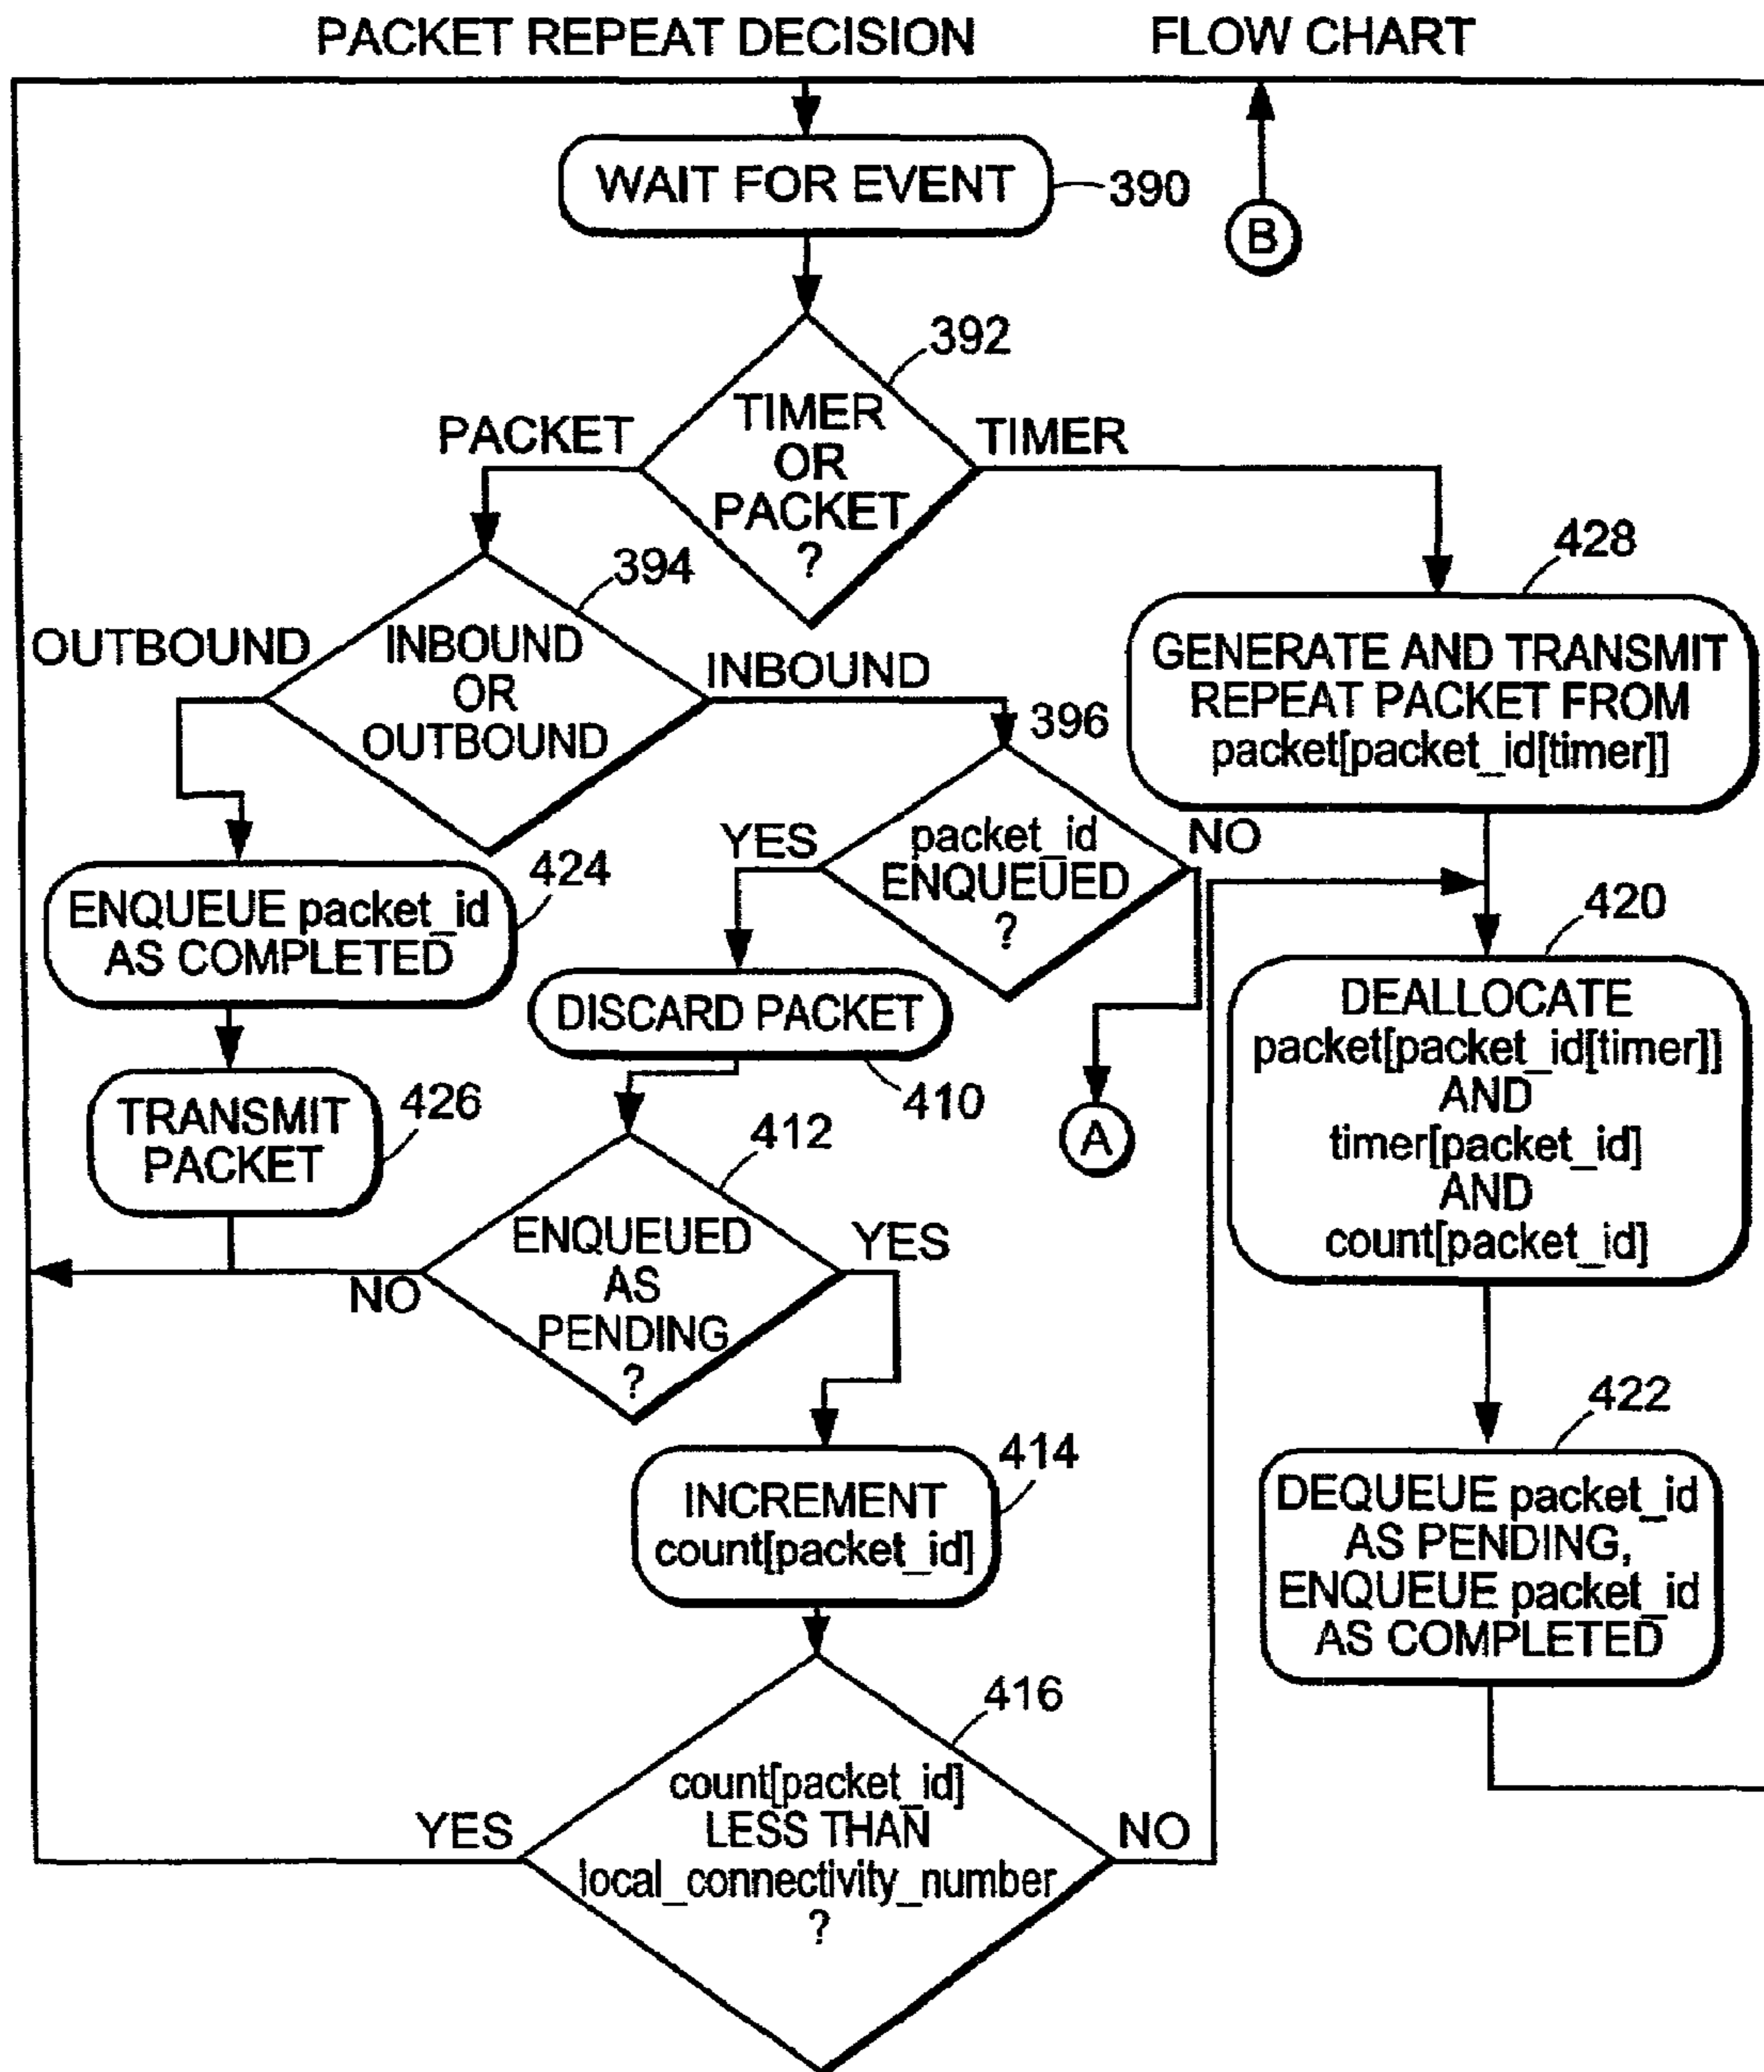 PACKET REPEAT DECISION FLOW CHART
WAIT FOR EVENT
390
B
392
TIMER
OR
PACKET
?
PACKET
TIMER
394
INBOUND
OR
OUTBOUND
OUTBOUND
INBOUND
428
GENERATE AND TRANSMIT
REPEAT PACKET FROM
packet[packet_id[timer]]
396
packet_id
ENQUEUED
?
YES
NO
424
ENQUEUE packet_id
AS COMPLETED
DISCARD PACKET
410
A
420
DEALLOCATE
packet[packet_id[timer]]
AND
timer[packet_id]
AND
count[packet_id]
TRANSMIT
PACKET
426
412
ENQUEUED
AS
PENDING
?
YES
NO
414
INCREMENT
count[packet_id]
422
DEQUEUE packet_id
AS PENDING,
ENQUEUE packet_id
AS COMPLETED
416
count[packet_id]
LESS THAN
local_connectivity_number
?
YES
NO